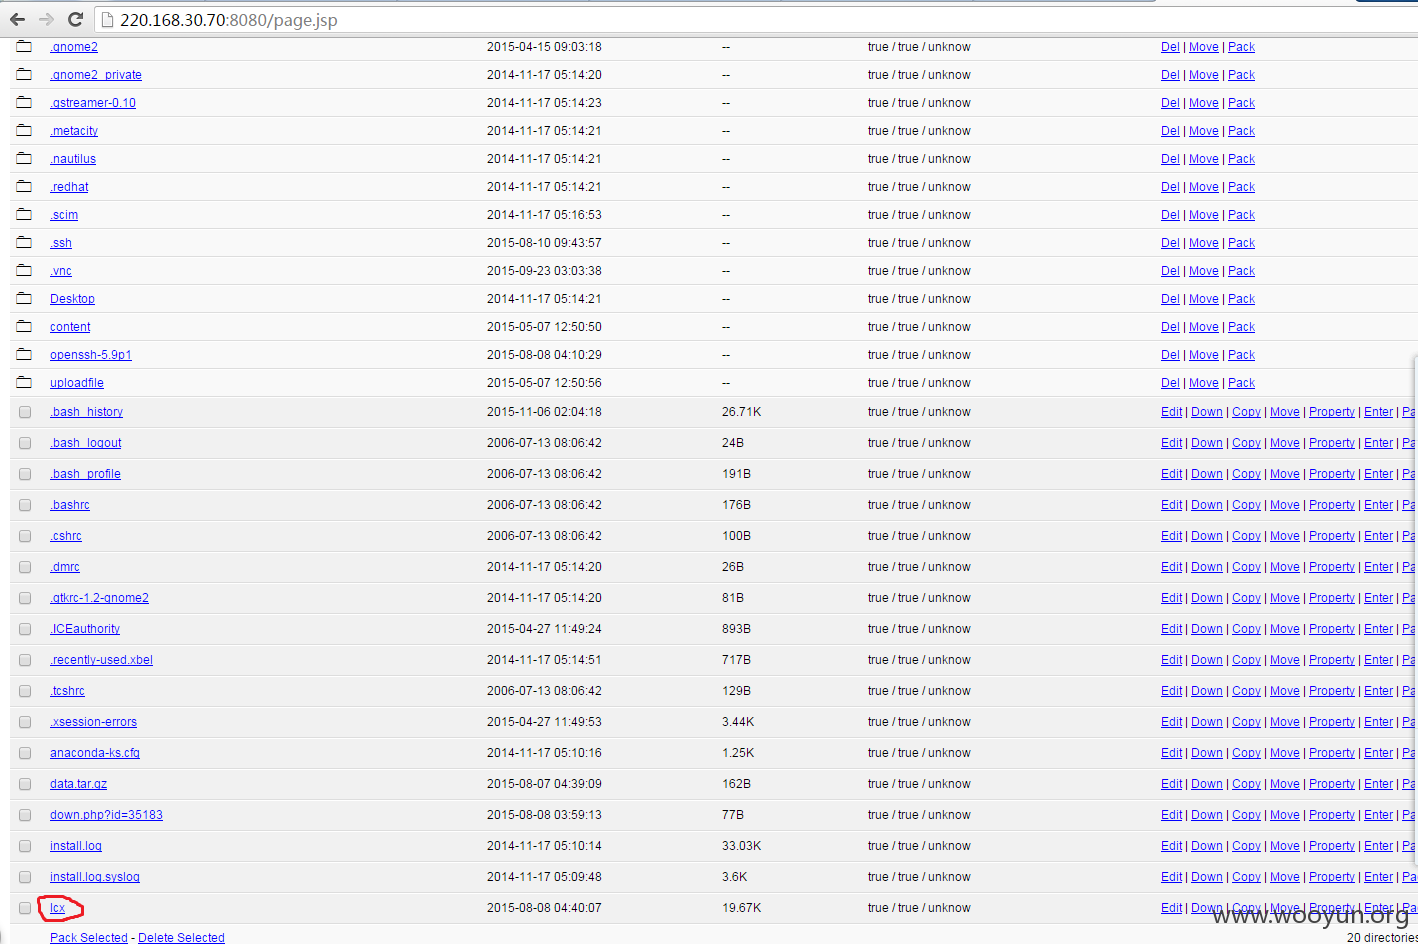 220.168.30.70:8080/page.jsp
.gnome2 2015-04-15 09:03:18 -- true / true / unknow Del | Move | Pack
.gnome2_private 2014-11-17 05:14:20 -- true / true / unknow Del | Move | Pack
.gstreamer-0.10 2014-11-17 05:14:23 -- true / true / unknow Del | Move | Pack
.metacity 2014-11-17 05:14:21 -- true / true / unknow Del | Move | Pack
.nautilus 2014-11-17 05:14:21 -- true / true / unknow Del | Move | Pack
.redhat 2014-11-17 05:14:21 -- true / true / unknow Del | Move | Pack
.scim 2014-11-17 05:16:53 -- true / true / unknow Del | Move | Pack
.ssh 2015-08-10 09:43:57 -- true / true / unknow Del | Move | Pack
.vnc 2015-09-23 03:03:38 -- true / true / unknow Del | Move | Pack
Desktop 2014-11-17 05:14:21 -- true / true / unknow Del | Move | Pack
content 2015-05-07 12:50:50 -- true / true / unknow Del | Move | Pack
openssh-5.9p1 2015-08-08 04:10:29 -- true / true / unknow Del | Move | Pack
uploadfile 2015-05-07 12:50:56 -- true / true / unknow Del | Move | Pack
.bash_history 2015-11-06 02:04:18 26.71K true / true / unknow Edit | Down | Copy | Move | Property | Enter | Pa
.bash_logout 2006-07-13 08:06:42 24B true / true / unknow Edit | Down | Copy | Move | Property | Enter | Pa
.bash_profile 2006-07-13 08:06:42 191B true / true / unknow Edit | Down | Copy | Move | Property | Enter | Pa
.bashrc 2006-07-13 08:06:42 176B true / true / unknow Edit | Down | Copy | Move | Property | Enter | Pa
.cshrc 2006-07-13 08:06:42 100B true / true / unknow Edit | Down | Copy | Move | Property | Enter | Pa
.dmrc 2014-11-17 05:14:20 26B true / true / unknow Edit | Down | Copy | Move | Property | Enter | Pa
.gtkrc-1.2-gnome2 2014-11-17 05:14:20 81B true / true / unknow Edit | Down | Copy | Move | Property | Enter | Pa
.ICEauthority 2015-04-27 11:49:24 893B true / true / unknow Edit | Down | Copy | Move | Property | Enter | Pa
.recently-used.xbel 2014-11-17 05:14:51 717B true / true / unknow Edit | Down | Copy | Move | Property | Enter | Pa
.tcshrc 2006-07-13 08:06:42 129B true / true / unknow Edit | Down | Copy | Move | Property | Enter | Pa
.xsession-errors 2015-04-27 11:49:53 3.44K true / true / unknow Edit | Down | Copy | Move | Property | Enter | Pa
anaconda-ks.cfg 2014-11-17 05:10:16 1.25K true / true / unknow Edit | Down | Copy | Move | Property | Enter | Pa
data.tar.gz 2015-08-07 04:39:09 162B true / true / unknow Edit | Down | Copy | Move | Property | Enter | Pa
down.php?id=35183 2015-08-08 03:59:13 77B true / true / unknow Edit | Down | Copy | Move | Property | Enter | Pa
install.log 2014-11-17 05:10:14 33.03K true / true / unknow Edit | Down | Copy | Move | Property | Enter | Pa
install.log.syslog 2014-11-17 05:09:48 3.6K true / true / unknow Edit | Down | Copy | Move | Property | Enter | Pa
lcx 2015-08-08 04:40:07 19.67K true / true / unknow Edit | Down | Copy | Move | Property | Enter | Pa
www.wooyun.org
Pack Selected - Delete Selected 20 directories